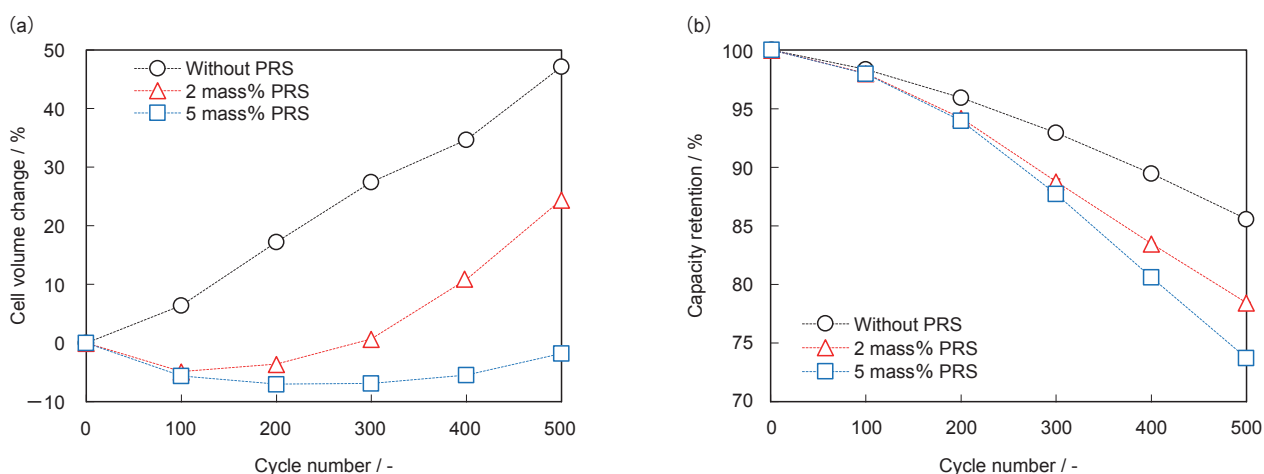 (a)
50
40
30
20
10
0
−10
Cell volume change / %
Without PRS
2 mass% PRS
5 mass% PRS
0 100 200 300 400 500
Cycle number / -
(b)
100
95
90
85
80
75
70
Capacity retention / %
Without PRS
2 mass% PRS
5 mass% PRS
0 100 200 300 400 500
Cycle number / -